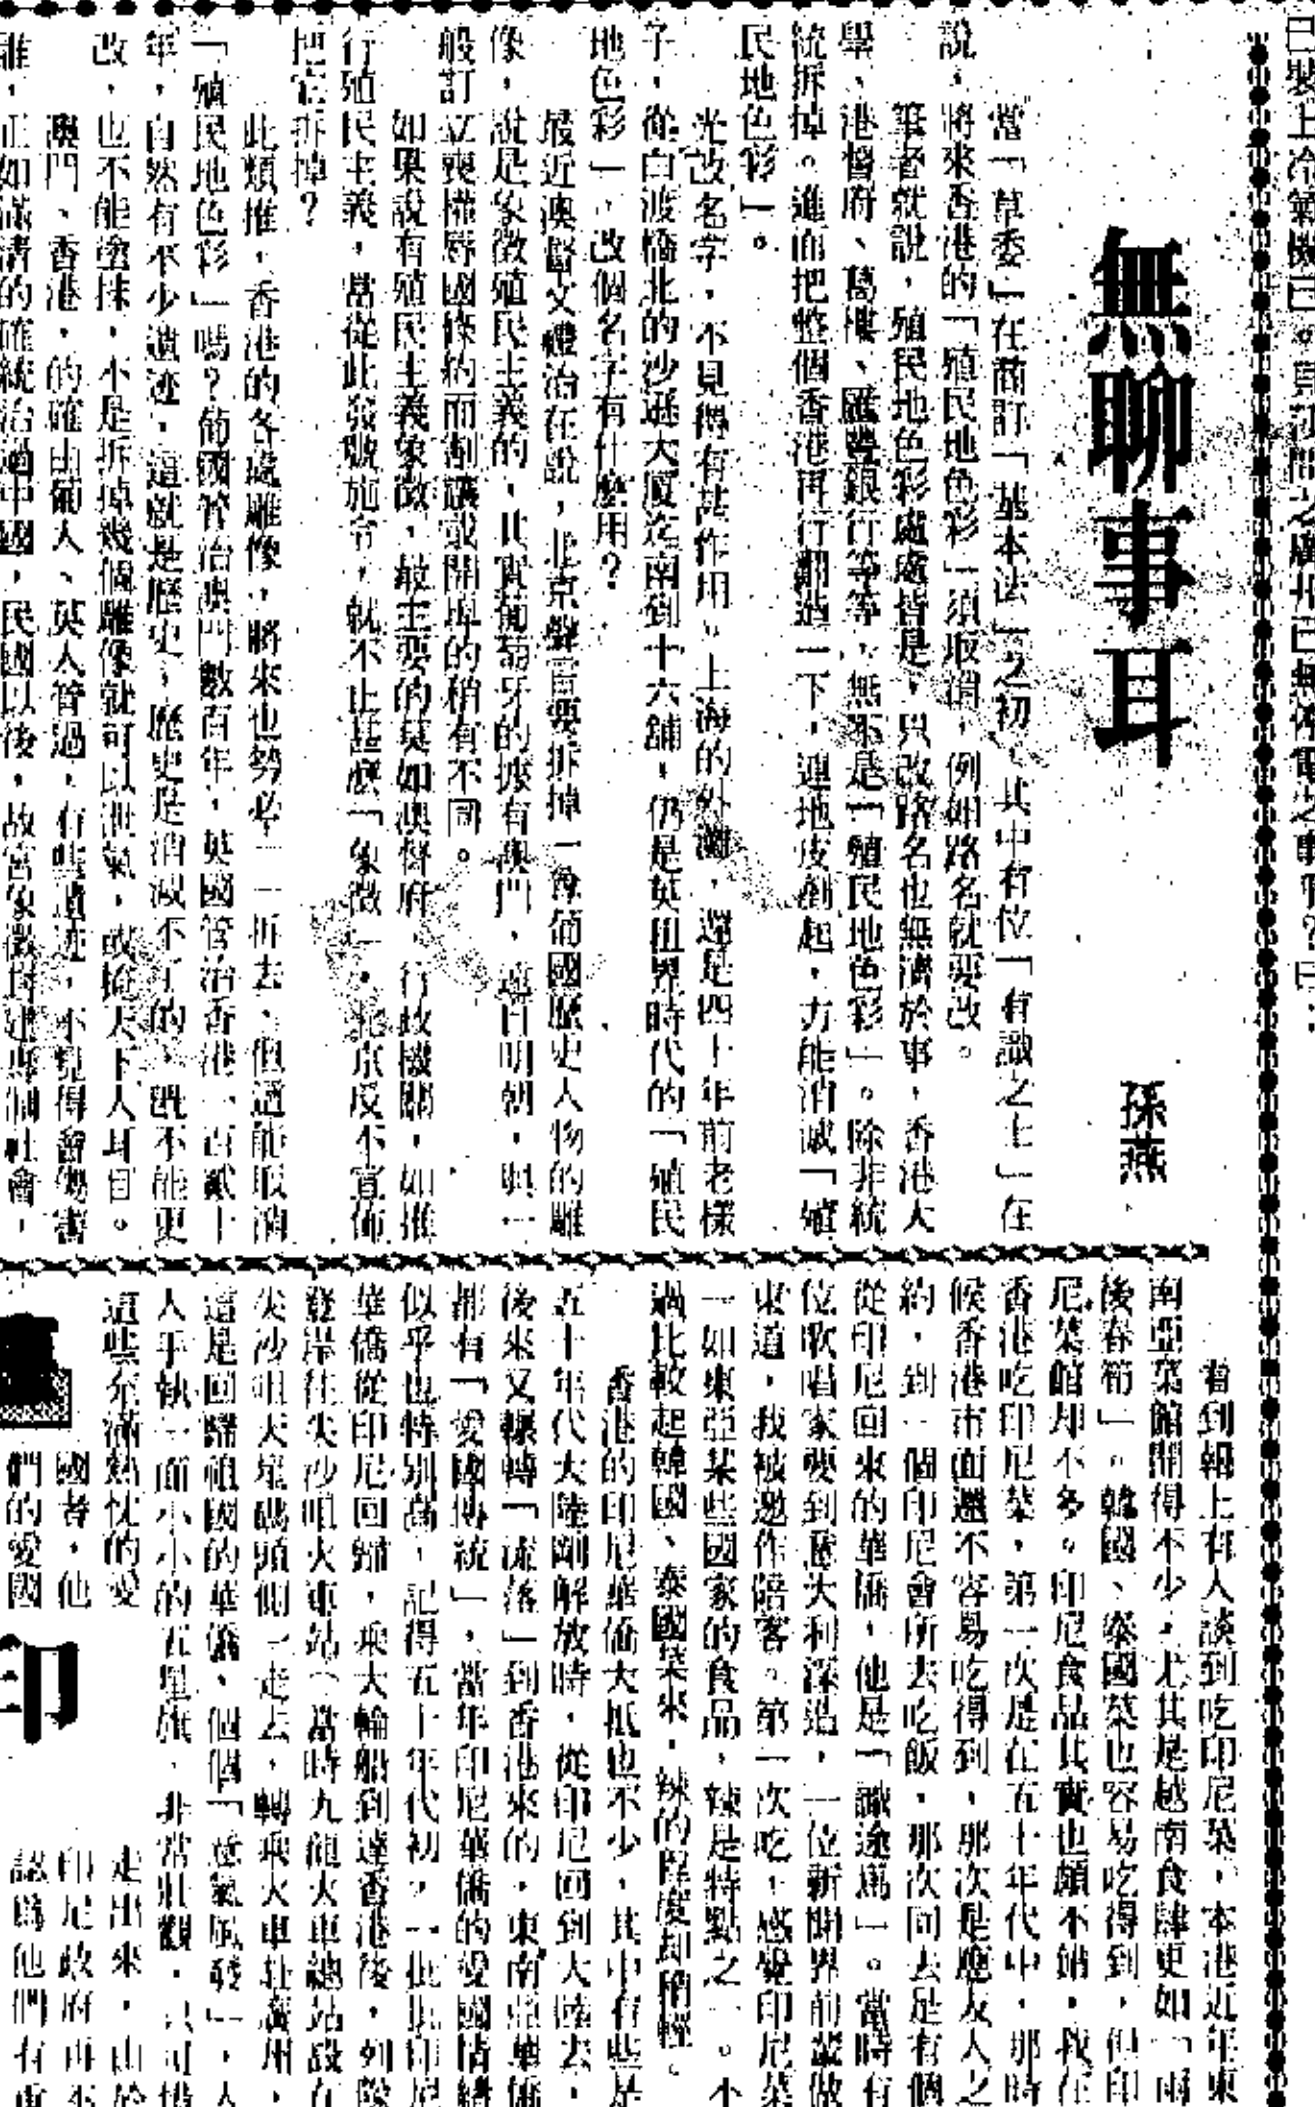 已裝上冷氣機曰。
無聊事耳
孫燕
當「草委」在商訂「基本法」之初，其中有位「有識之士」在
說，將來香港的「殖民地色彩」須取消，例如路名就要改。
筆者就說，殖民地色彩處處皆是，只改路名也無濟於事，香港大
學、港督府、葛樓、匯豐銀行等等，無不是「殖民地色彩」。除非統
統拆掉。進而把整個香港再行翻造一下，連地皮剷起，方能消滅「殖
民地色彩」。
光改名字，不見得有甚作用。上海的外灘，還是四十年前老樣
子，從白渡橋北的沙遜大廈迄南到十六舖，仍是英租界時代的「殖民
地色彩」，改個名字有什麼用？
最近澳督文禮治在說，北京聲言要拆掉一尊葡國歷史人物的雕
像，說是象徵殖民主義的，其實葡萄牙的據有澳門，遠自明朝，與一
般訂立喪權辱國條約而割讓或開埠的稍有不同。
如果說有殖民主義象徵，最主要的莫如澳督府，行政機關，如推
行殖民主義，當從此發號施令，就不止甚麼「象徵」，北京反不宣佈
把它拆掉？
此類推，香港的各處雕像，將來也勢必一一拆去，但這能取消
「殖民地色彩」嗎？葡國管治澳門數百年，英國管治香港一百數十
年，自然有不少遺迹，這就是歷史，歷史是消滅不了的，既不能更
改，也不能塗抹，不是拆掉幾個雕像就可以泄氣，或掩天下人耳目。
澳門、香港，的確由葡人、英人管過，有些遺迹，不見得會傷害
誰，正如滿清的確統治過中國，民國以後，故宮象徵封建專制社會，
看到報上有人談到吃印尼菜，本港近年東
南亞菜館開得不少，尤其是越南食肆更如「雨
後春筍」。韓國、泰國菜也容易吃得到，但印
尼菜館却不多。印尼食品其實也頗不錯，我在
香港吃印尼菜，第一次是在五十年代中，那時
候香港市面還不容易吃得到，那次是應友人之
約，到一個印尼會所去吃飯，那次同去是有個
從印尼回來的華僑，他是「識途馬」。當時有
位歌唱家要到意大利深造，一位新聞界前輩做
東道，我被邀作陪客。第一次吃，感覺印尼菜
一如東亞某些國家的食品，辣是特點之一。不
過比較起韓國、泰國菜來，辣的程度却稍輕。
香港的印尼華僑大抵也不少，其中有些是
五十年代大陸剛解放時，從印尼回到大陸去，
後來又輾轉「流落」到香港來的，東南亞華僑
都有「愛國傳統」，當年印尼華僑的愛國情緒
似乎也特別高，記得五十年代初，一批批印尼
華僑從印尼回歸，乘大輪船到達香港後，列隊
登岸往尖沙咀火車站（當時九龍火車總站設在
尖沙咀天星碼頭側）走去，轉乘火車赴廣州，
這是回歸祖國的華僑，個個「意氣風發」，人
人手執一面小小的五星旗，非常壯觀，只可惜
這些充滿熱忱的愛
國者，他
們的愛國
印
走出來，由於
印尼政府再不
認爲他們有